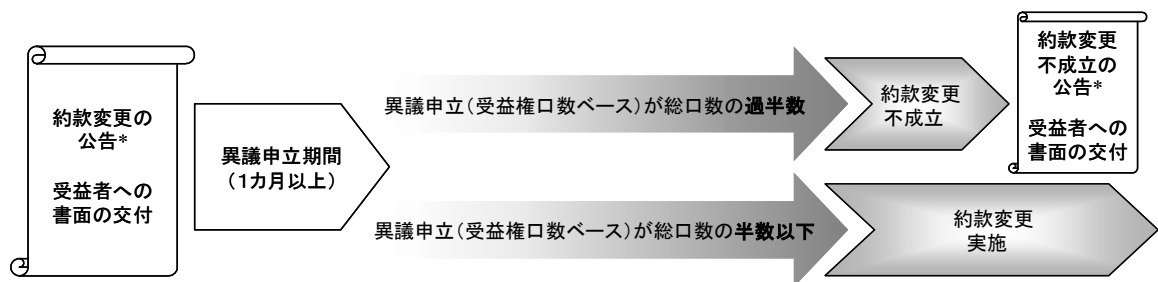 約款変更の
公告*
受益者への
書面の交付
異議申立期間
（1カ月以上）
異議申立（受益権口数ベース）が総口数の過半数
約款変更
不成立
約款変更
不成立の
公告*
受益者への
書面の交付
異議申立（受益権口数ベース）が総口数の半数以下
約款変更
実施